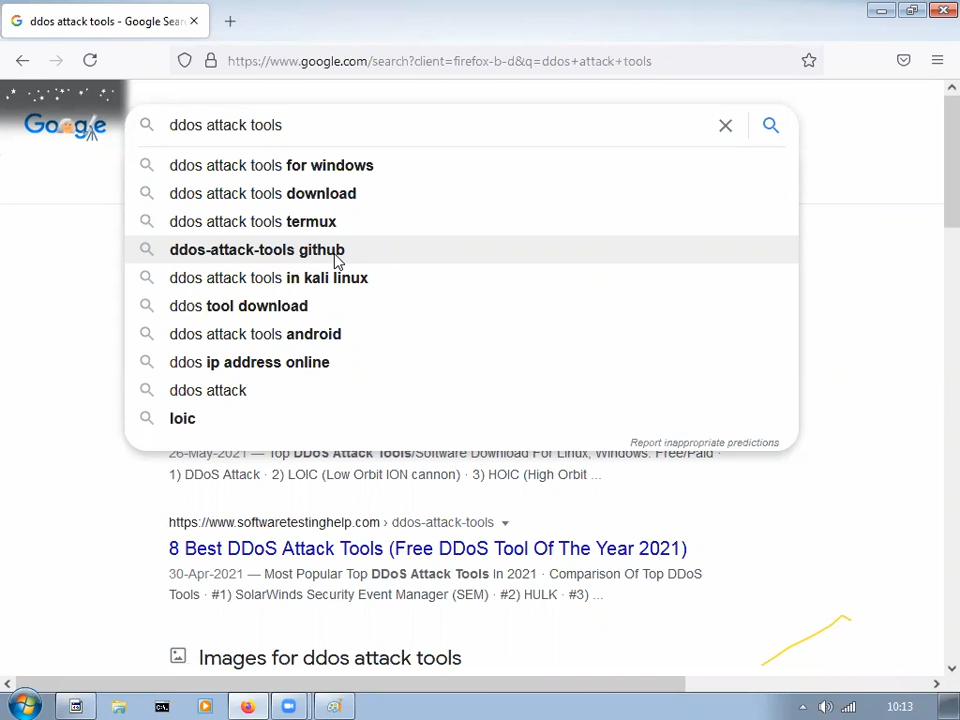 ddos attack tools - Google Sear
https://www.google.com/search?client=firefox-b-d&q=ddos+attack+tools
Google
ddos attack tools
ddos attack tools for windows
ddos attack tools download
ddos attack tools termux
ddos-attack-tools github
ddos attack tools in kali linux
ddos tool download
ddos attack tools android
ddos ip address online
ddos attack
loic
Report inappropriate predictions
26-May-2021 — Top DDoS Attack Tools/Software Download For Linux, Windows. Free/Paid ·
1) DDoS Attack · 2) LOIC (Low Orbit ION cannon) · 3) HOIC (High Orbit ...
https://www.softwaretestinghelp.com › ddos-attack-tools
8 Best DDoS Attack Tools (Free DDoS Tool Of The Year 2021)
30-Apr-2021 — Most Popular Top DDoS Attack Tools In 2021 · Comparison Of Top DDoS
Tools · #1) SolarWinds Security Event Manager (SEM) · #2) HULK · #3) ...
Images for ddos attack tools
10:13